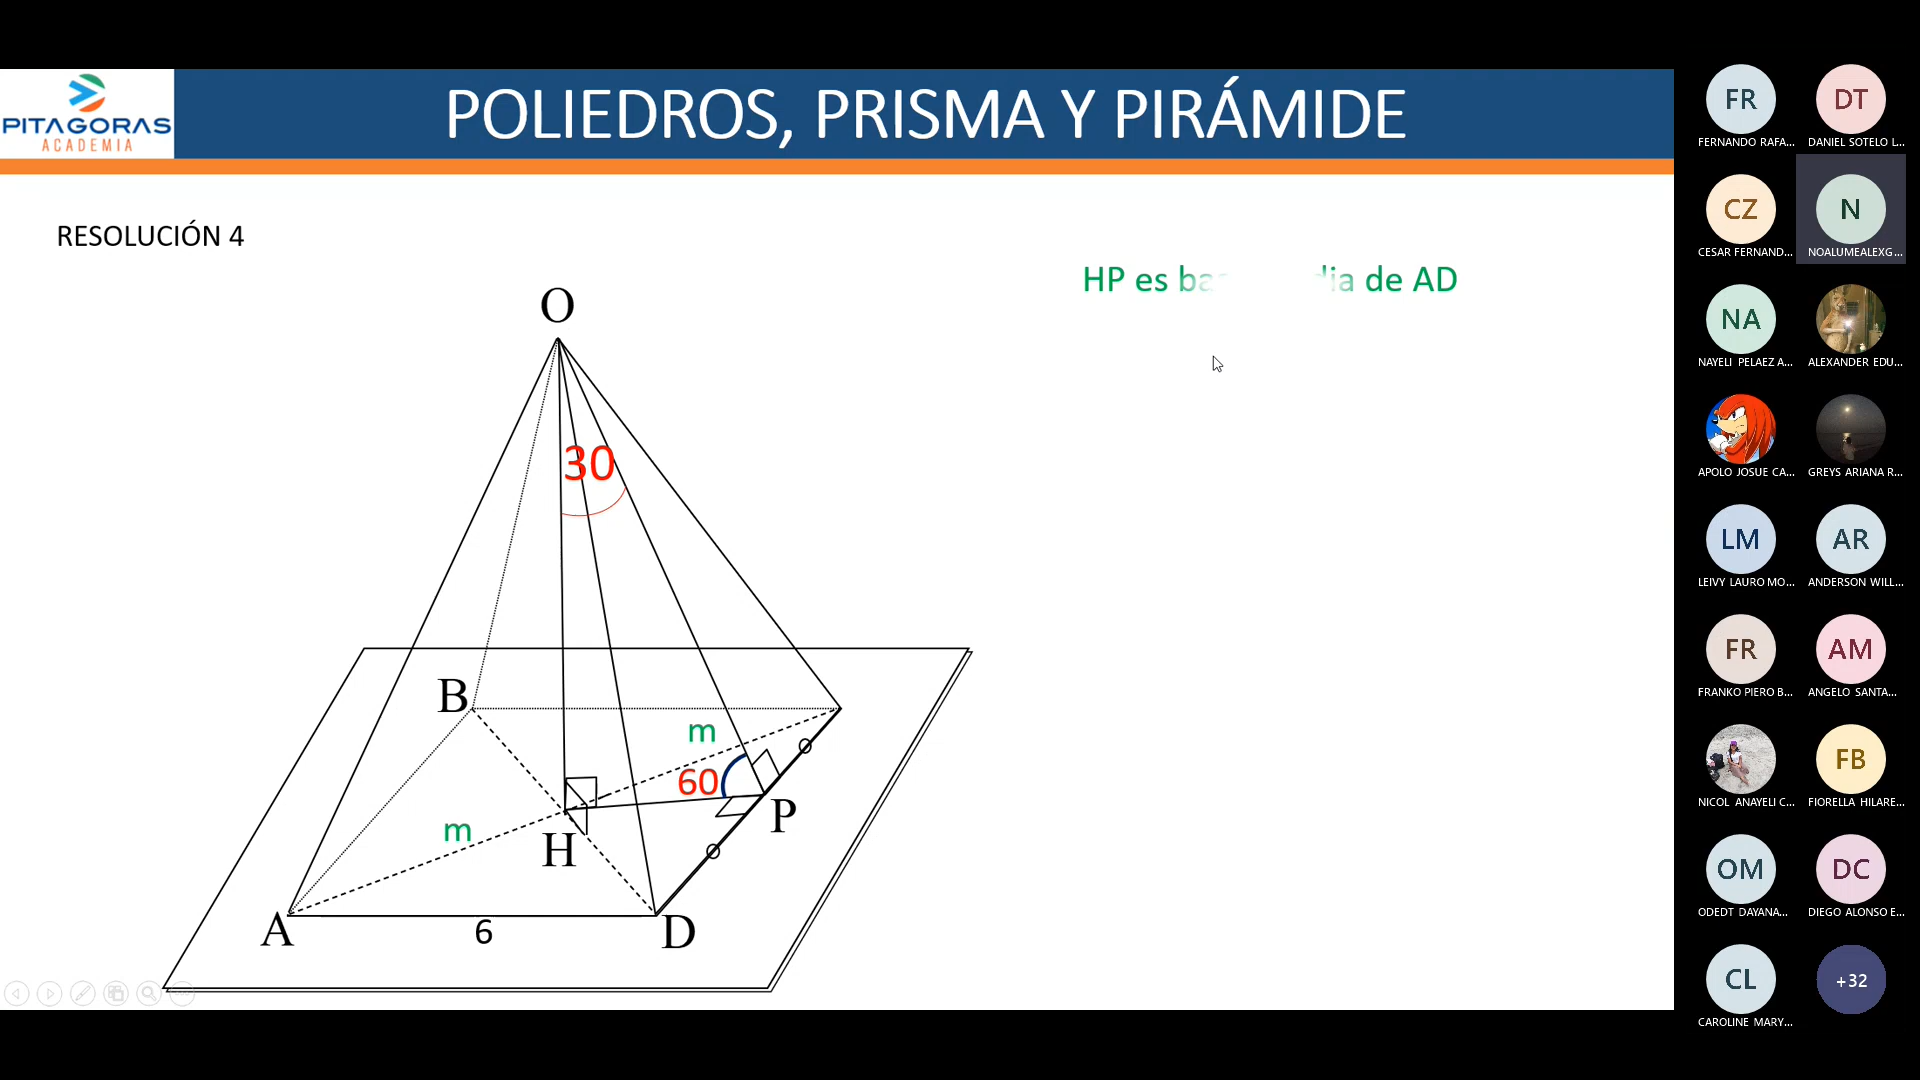 PITAGORAS
ACADEMIA
POLIEDROS, PRISMA Y PIRÁMIDE
RESOLUCIÓN 4
HP es de AD
O
30
B
m
60
P
m
H
A
6
D
FR
FERNANDO RAFA...
DT
DANIEL SOTELO L...
CZ
CESAR FERNAND...
N
NOALUMEALEXG...
NA
NAYELI PELAEZ A...
ALEXANDER EDU...
APOLO JOSUE CA...
GREYS ARIANA R...
LM
LEIVY LAURO MO...
AR
ANDERSON WILL...
FR
FRANKO PIERO B...
AM
ANGELO SANTA...
NICOL ANAYELI C...
FB
FIORELLA HILARE...
OM
ODEDT DAYANA...
DC
DIEGO ALONSO E...
CL
CAROLINE MARY...
+32